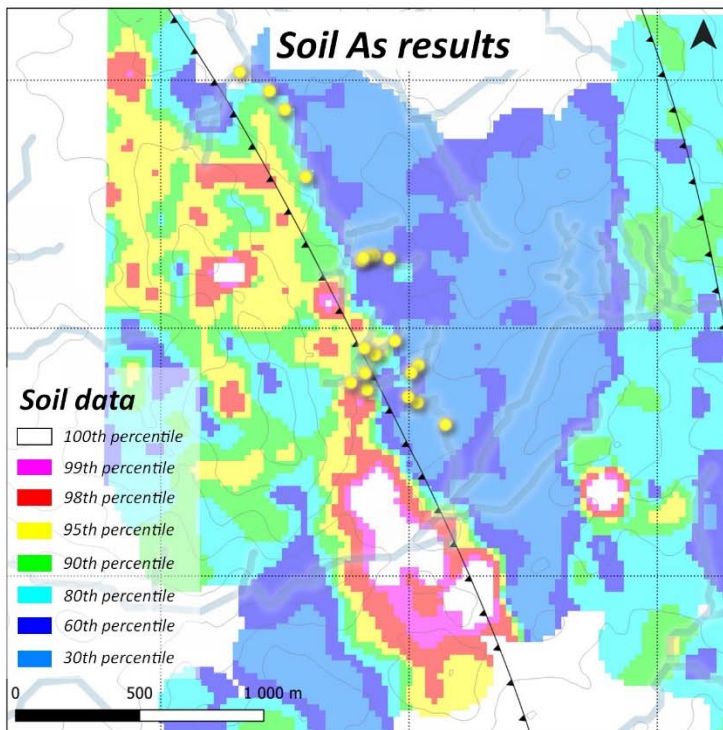 Soil As results
Soil data
100th percentile
99th percentile
98th percentile
95th percentile
90th percentile
80th percentile
60th percentile
30th percentile
0 500 1 000 m